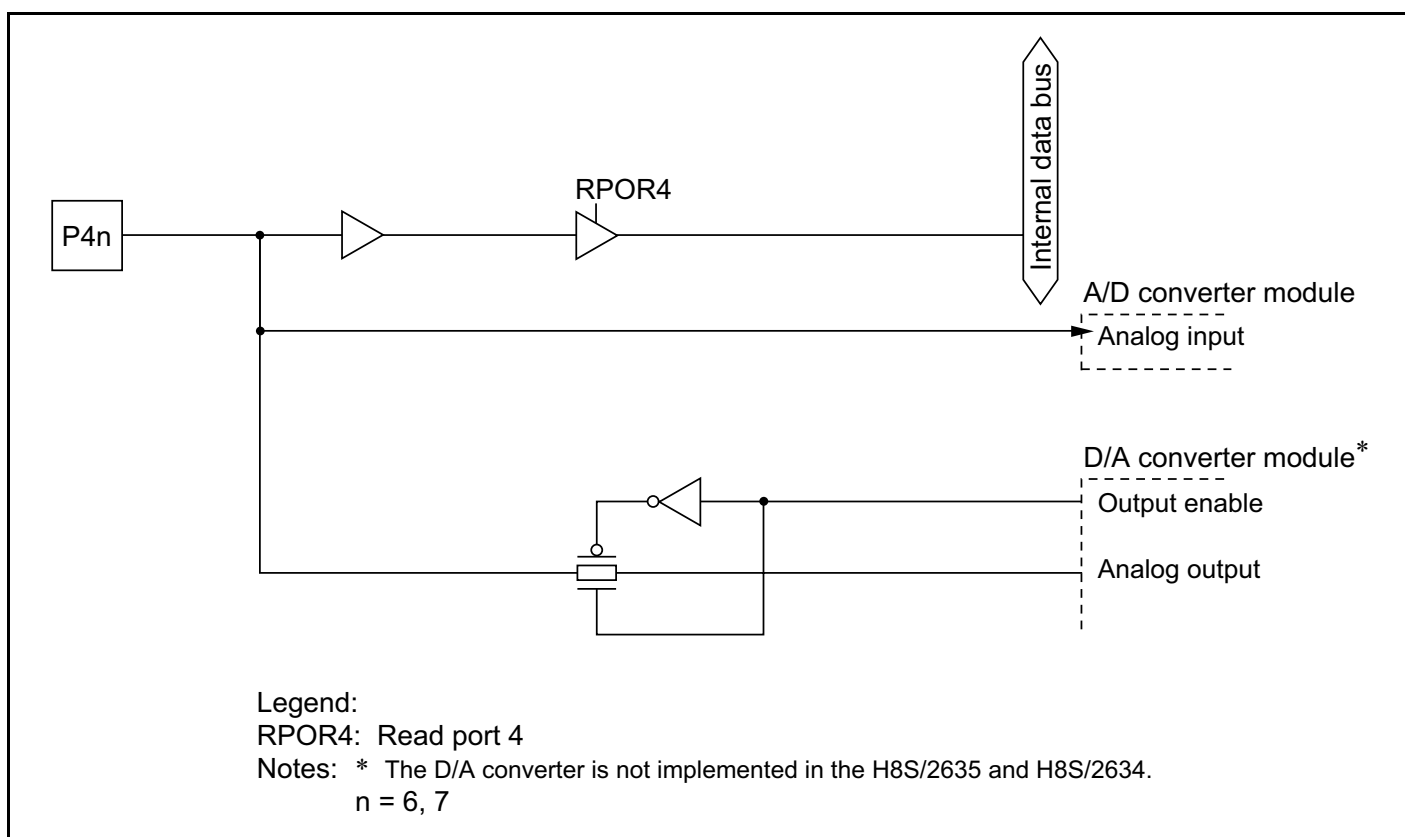 Internal data bus
RPOR4
P4n
A/D converter module
Analog input
D/A converter module*
Output enable
Analog output
Legend:
RPOR4: Read port 4
Notes: * The D/A converter is not implemented in the H8S/2635 and H8S/2634.
n = 6, 7